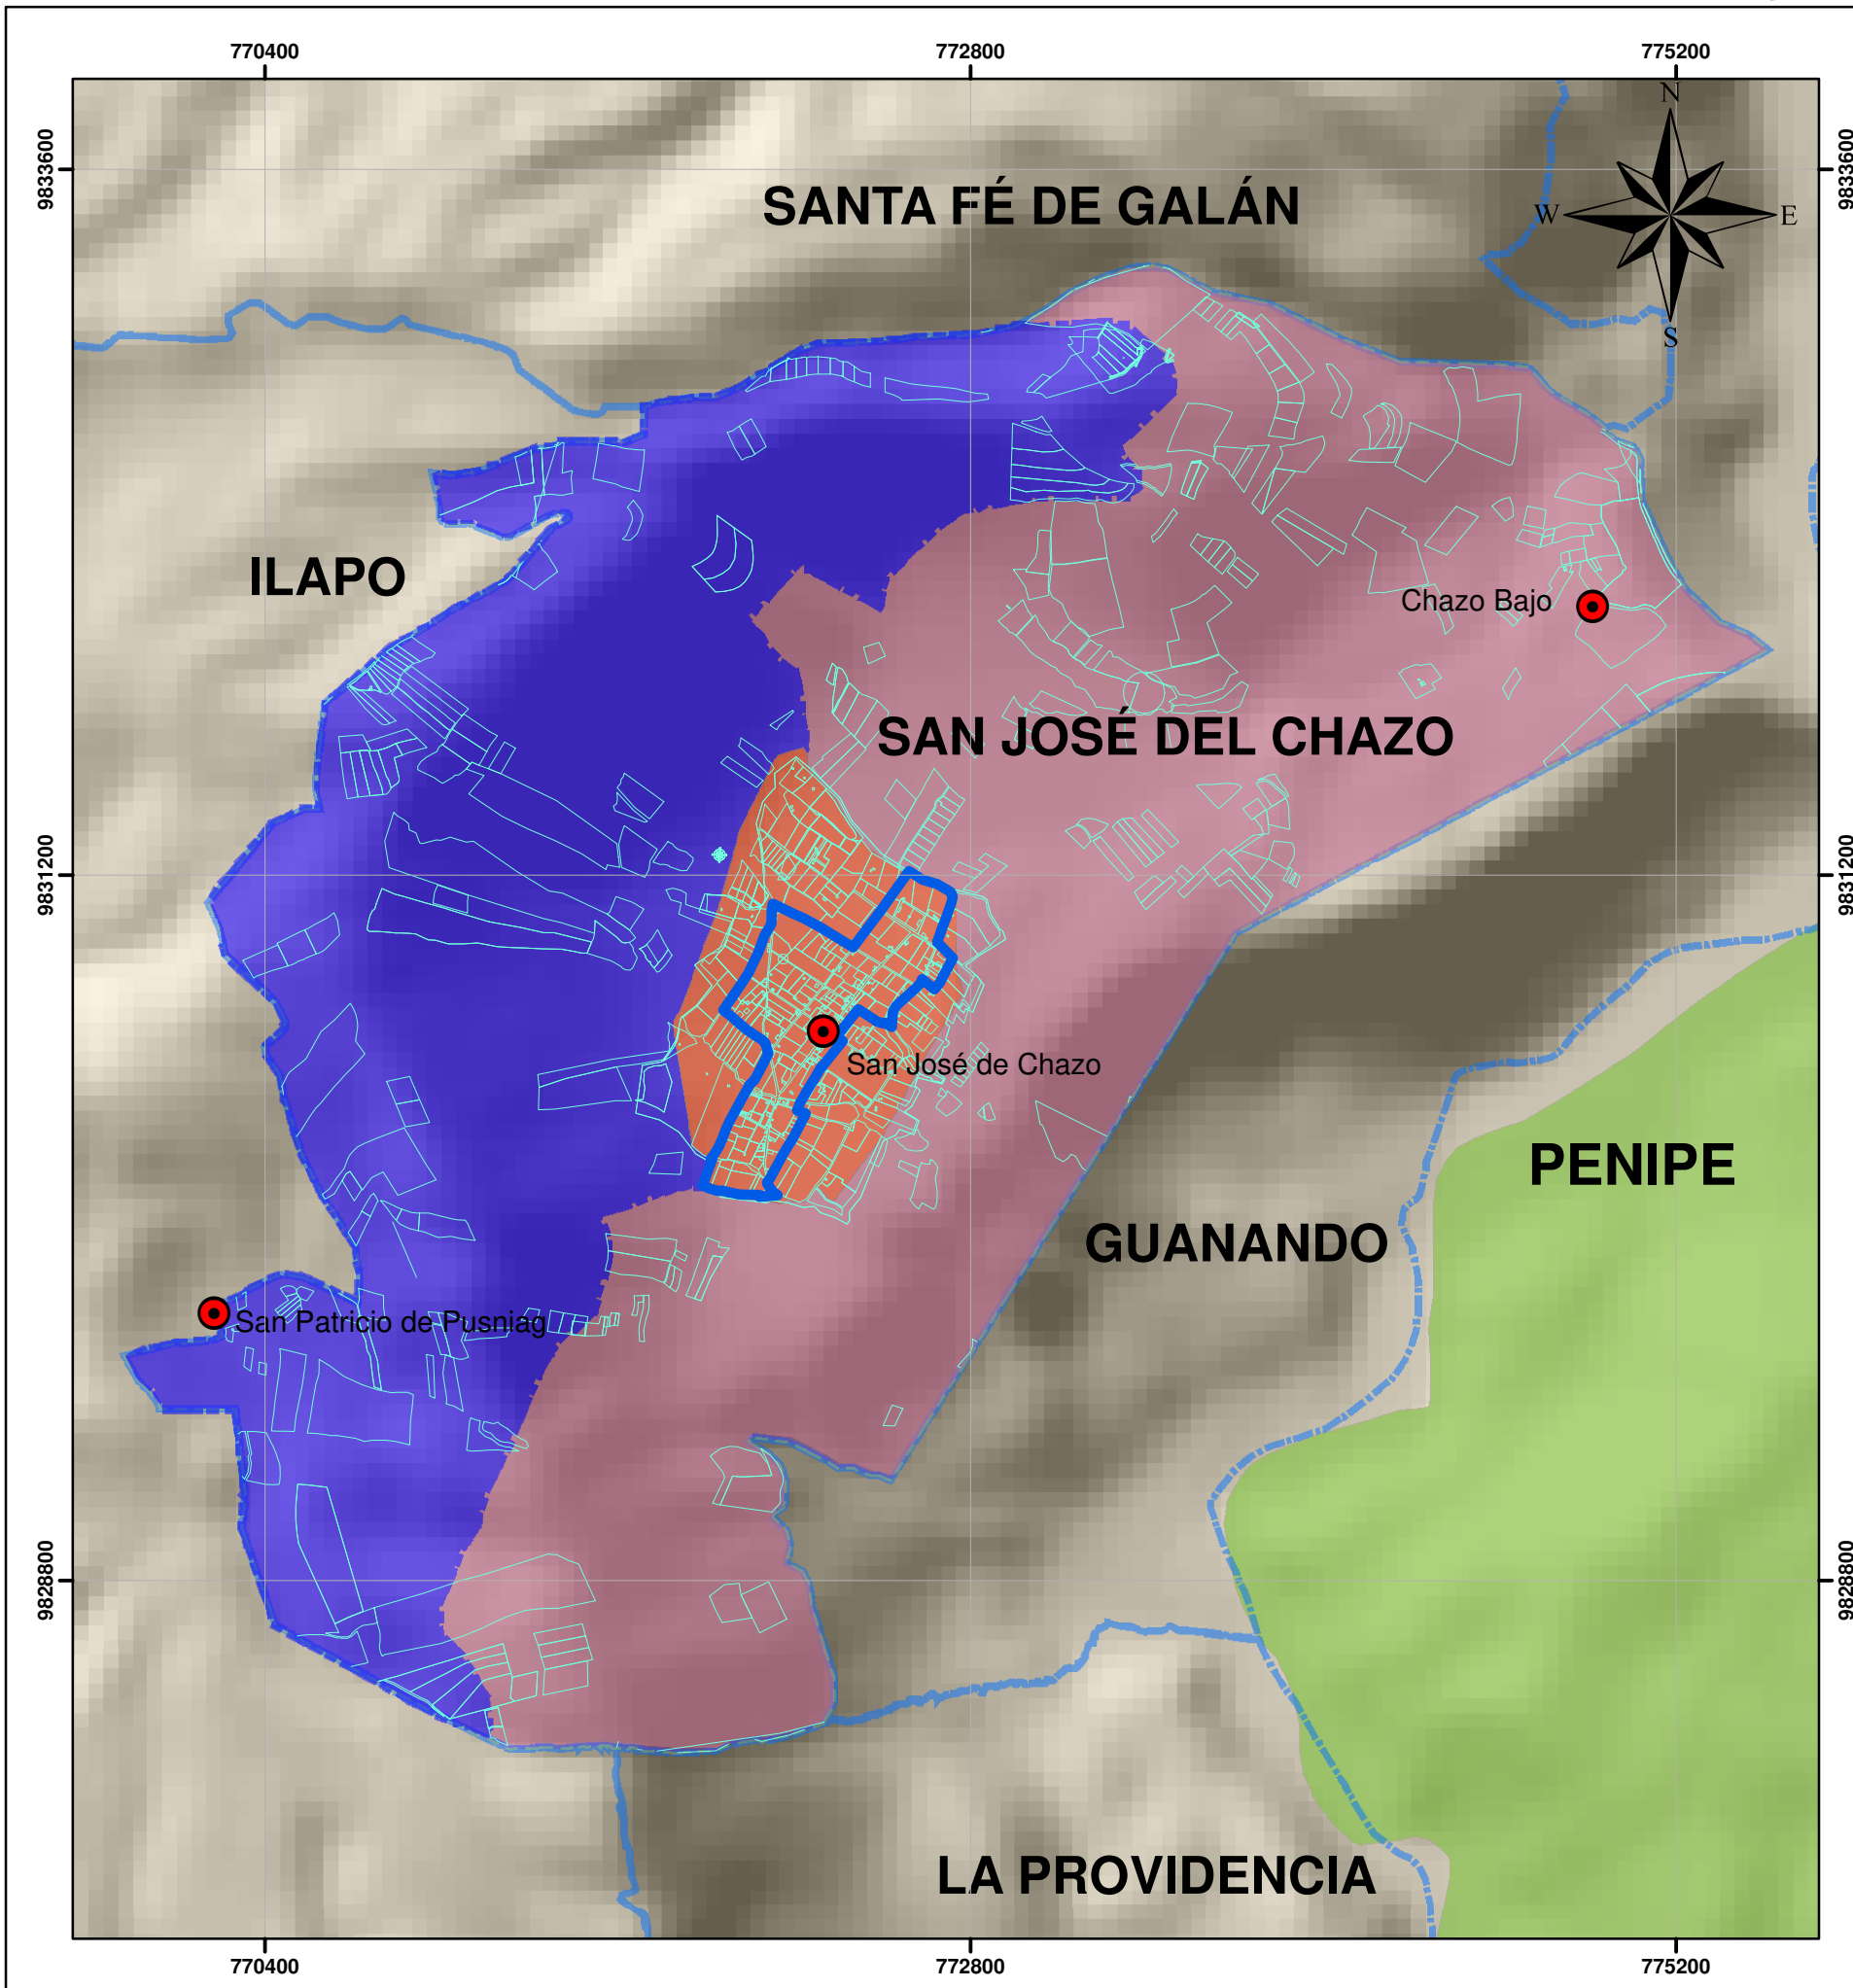 770400
772800
775200
N
9833600
9833600
SANTA FÉ DE GALÁN
W
E
S
ILAPO
Chazo Bajo
SAN JOSÉ DEL CHAZO
9831200
9831200
San José de Chazo
PENIPE
GUANANDO
San Patricio de Pusniag
9828800
9828800
LA PROVIDENCIA
770400
772800
775200